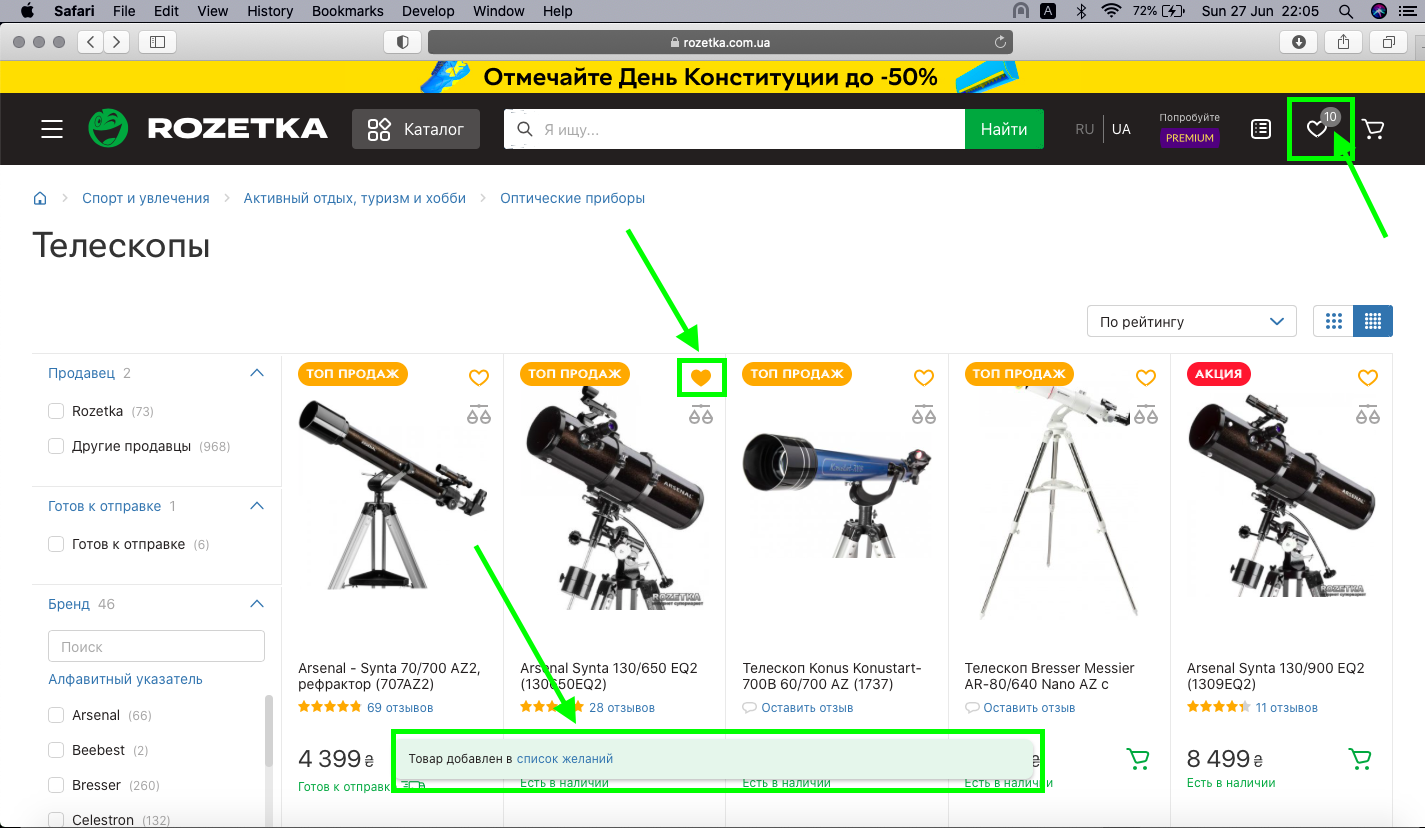 Safari File Edit View History Bookmarks Develop Window Help
A 72% Sun 27 Jun 22:05
rozetka.com.ua
Отмечайте День Конституции до -50%
ROZETKA
Каталог
Я ищу...
Найти
RU UA
Попробуйте
PREMIUM
10
Спорт и увлечения
Активный отдых, туризм и хобби
Оптические приборы
Телескопы
По рейтингу
Продавец 2
Rozetka (73)
Другие продавцы (968)
Готов к отправке 1
Готов к отправке (6)
Бренд 46
Поиск
Алфавитный указатель
Arsenal (66)
Beebest (2)
Bresser (260)
Celestron (132)
ТОП ПРОДАЖ
Arsenal - Synta 70/700 AZ2,
рефрактор (707AZ2)
69 отзывов
4 399 ₴
Готов к отправк
ТОП ПРОДАЖ
ARSENAL
ROZETKA
Arsenal Synta 130/650 EQ2
(130650EQ2)
28 отзывов
Есть в наличии
ТОП ПРОДАЖ
Телескоп Konus Konustart-
700B 60/700 AZ (1737)
Оставить отзыв
Есть в наличии
ТОП ПРОДАЖ
Телескоп Bresser Messier
AR-80/640 Nano AZ с
Оставить отзыв
₴
Есть в наличии
АКЦИЯ
ARSENAL
ROZETKA
Arsenal Synta 130/900 EQ2
(1309EQ2)
11 отзывов
8 499 ₴
Есть в наличии
Товар добавлен в список желаний